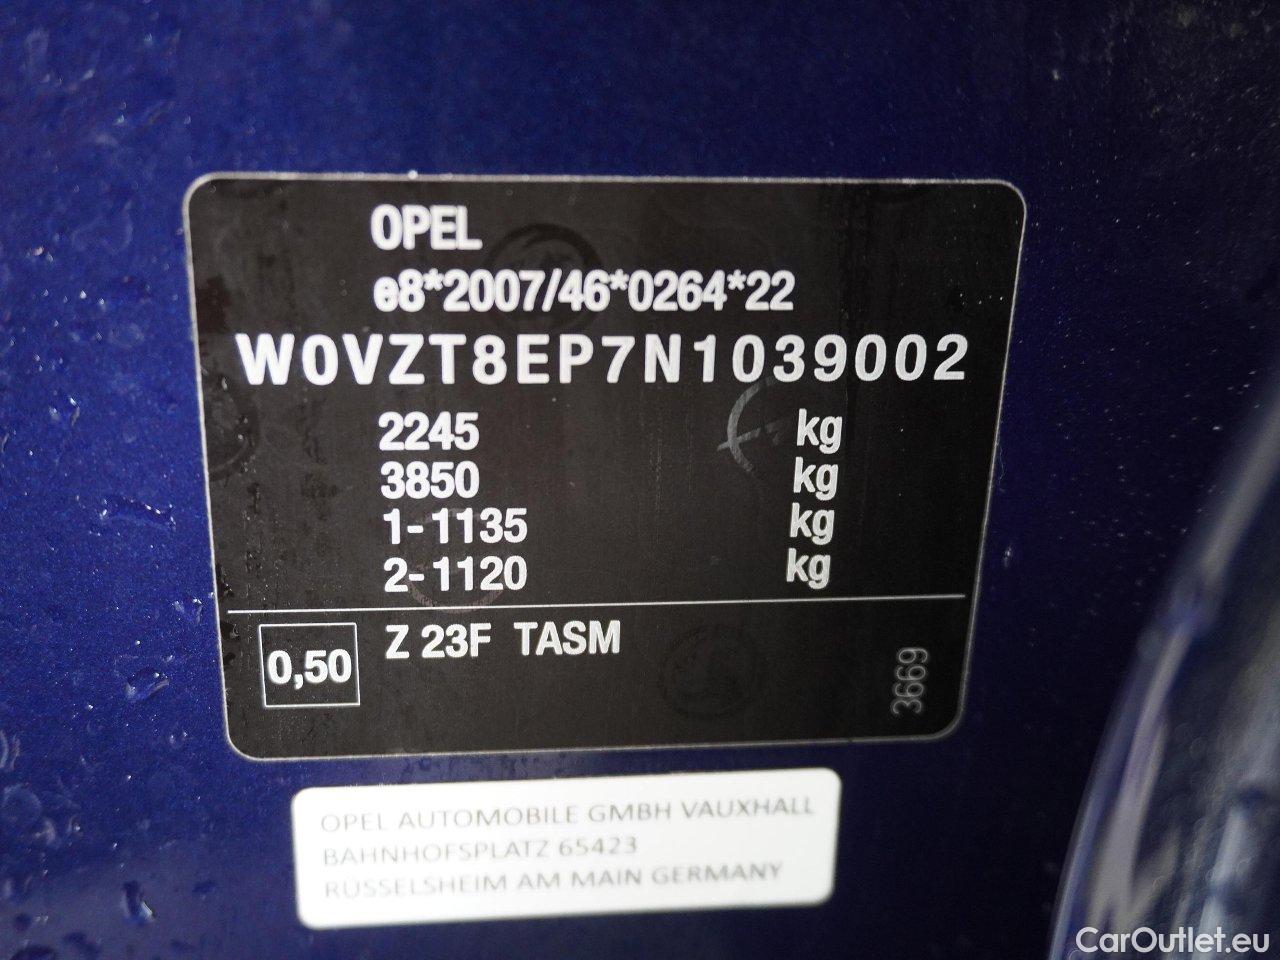 OPEL
e8*2007/46*0264*22
W0VZT8EP7N1039002
2245 kg
3850 kg
1-1135 kg
2-1120 kg
0,50
Z 23F TASM
3669
OPEL AUTOMOBILE GMBH VAUXHALL
BAHNHOFSPLATZ 65423
RÜSSELSHEIM AM MAIN GERMANY
CarOutlet.eu